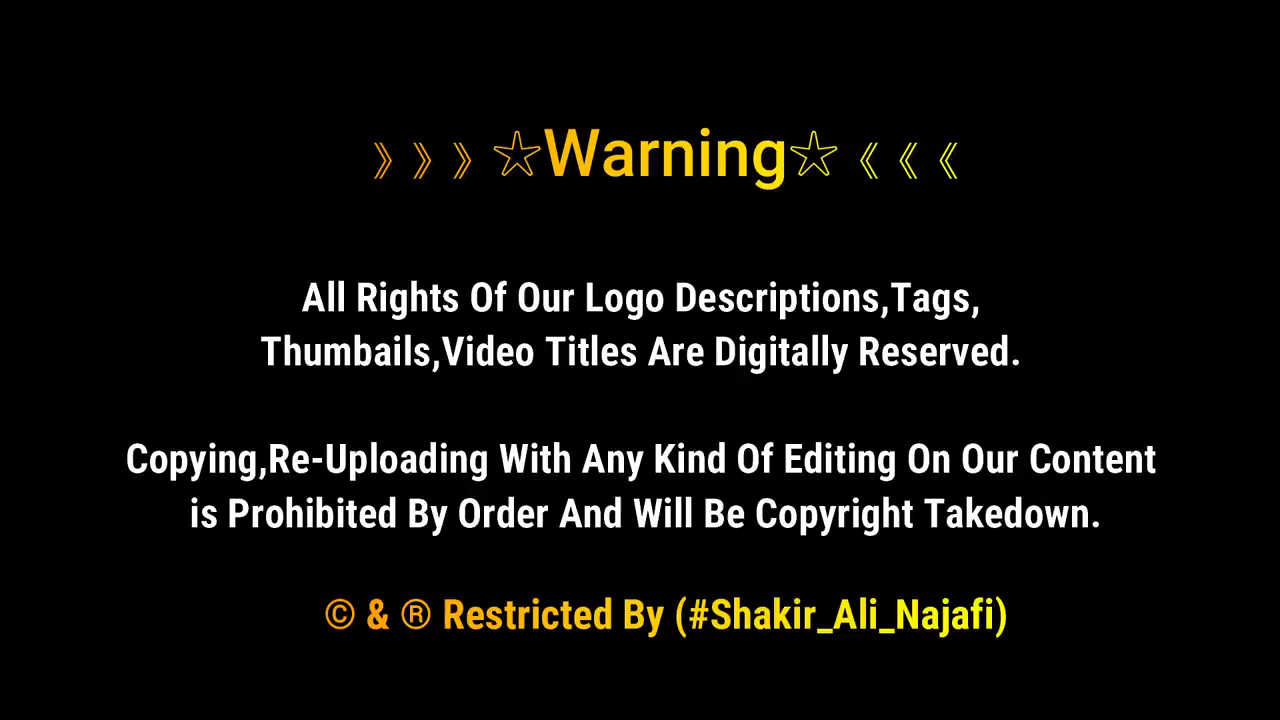 》》》☆Warning☆《《《
All Rights Of Our Logo Descriptions,Tags,
Thumbails,Video Titles Are Digitally Reserved.
Copying,Re-Uploading With Any Kind Of Editing On Our Content
is Prohibited By Order And Will Be Copyright Takedown.
© & ® Restricted By (#Shakir_Ali_Najafi)